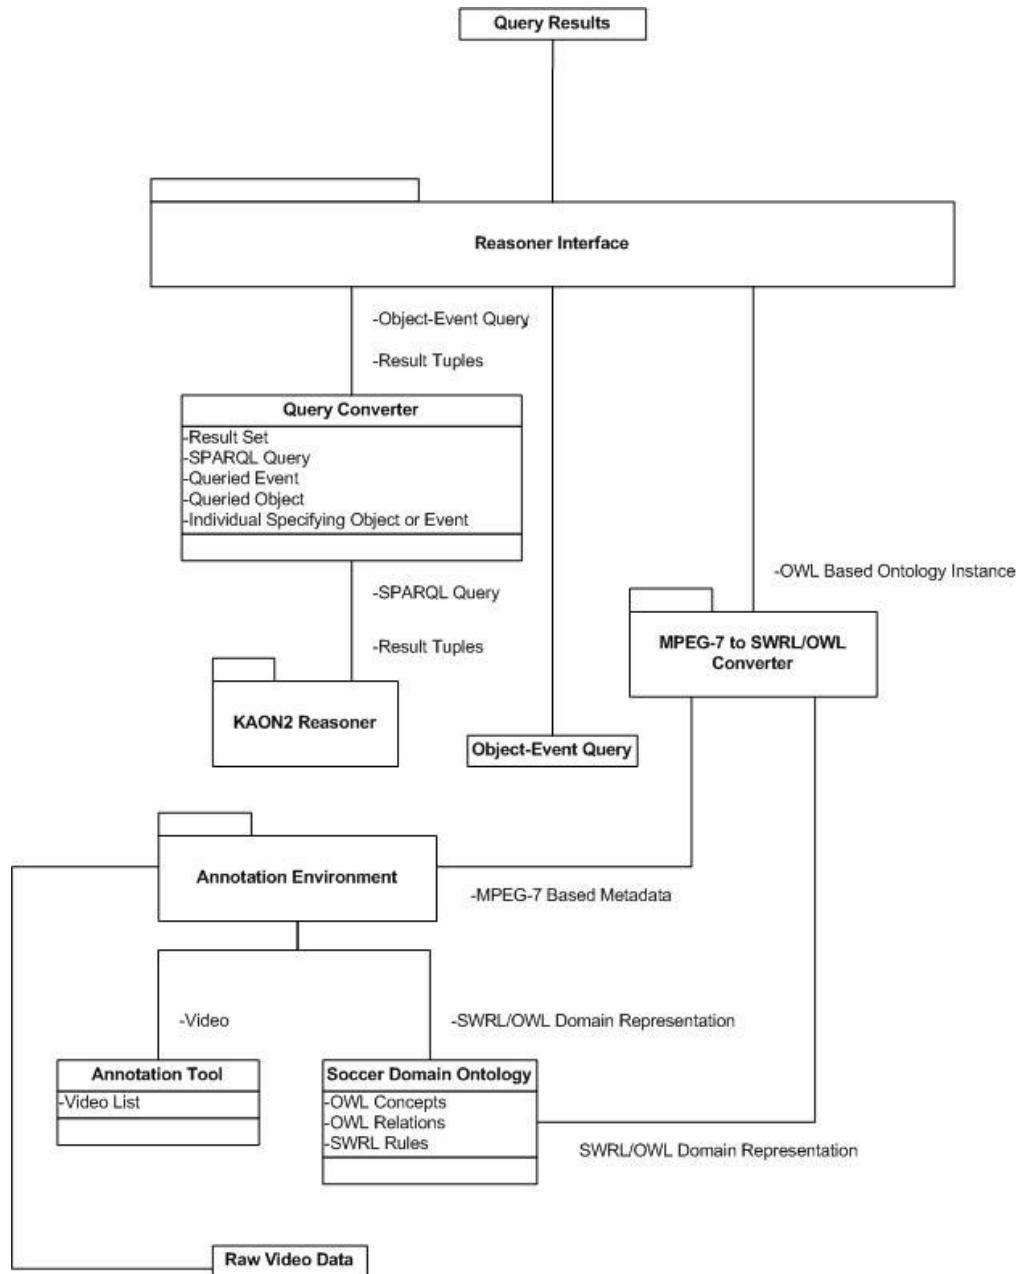 Query Results
Reasoner Interface
-Object-Event Query
-Result Tuples
Query Converter
-Result Set
-SPARQL Query
-Queried Event
-Queried Object
-Individual Specifying Object or Event
-OWL Based Ontology Instance
-SPARQL Query
-Result Tuples
MPEG-7 to SWRL/OWL
Converter
KAON2 Reasoner
Object-Event Query
Annotation Environment
-MPEG-7 Based Metadata
-Video
-SWRL/OWL Domain Representation
Annotation Tool
-Video List
Soccer Domain Ontology
-OWL Concepts
-OWL Relations
-SWRL Rules
SWRL/OWL Domain Representation
Raw Video Data